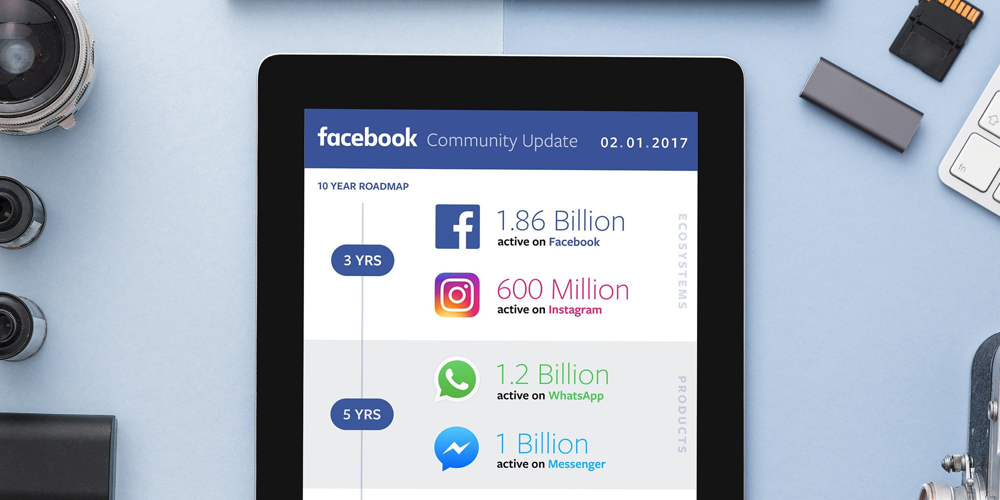 facebook Community Update 02.01.2017
10 YEAR ROADMAP
1.86 Billion
active on Facebook
3 YRS
600 Million
active on Instagram
ECOSYSTEMS
1.2 Billion
active on WhatsApp
5 YRS
1 Billion
active on Messenger
PRODUCTS
fn